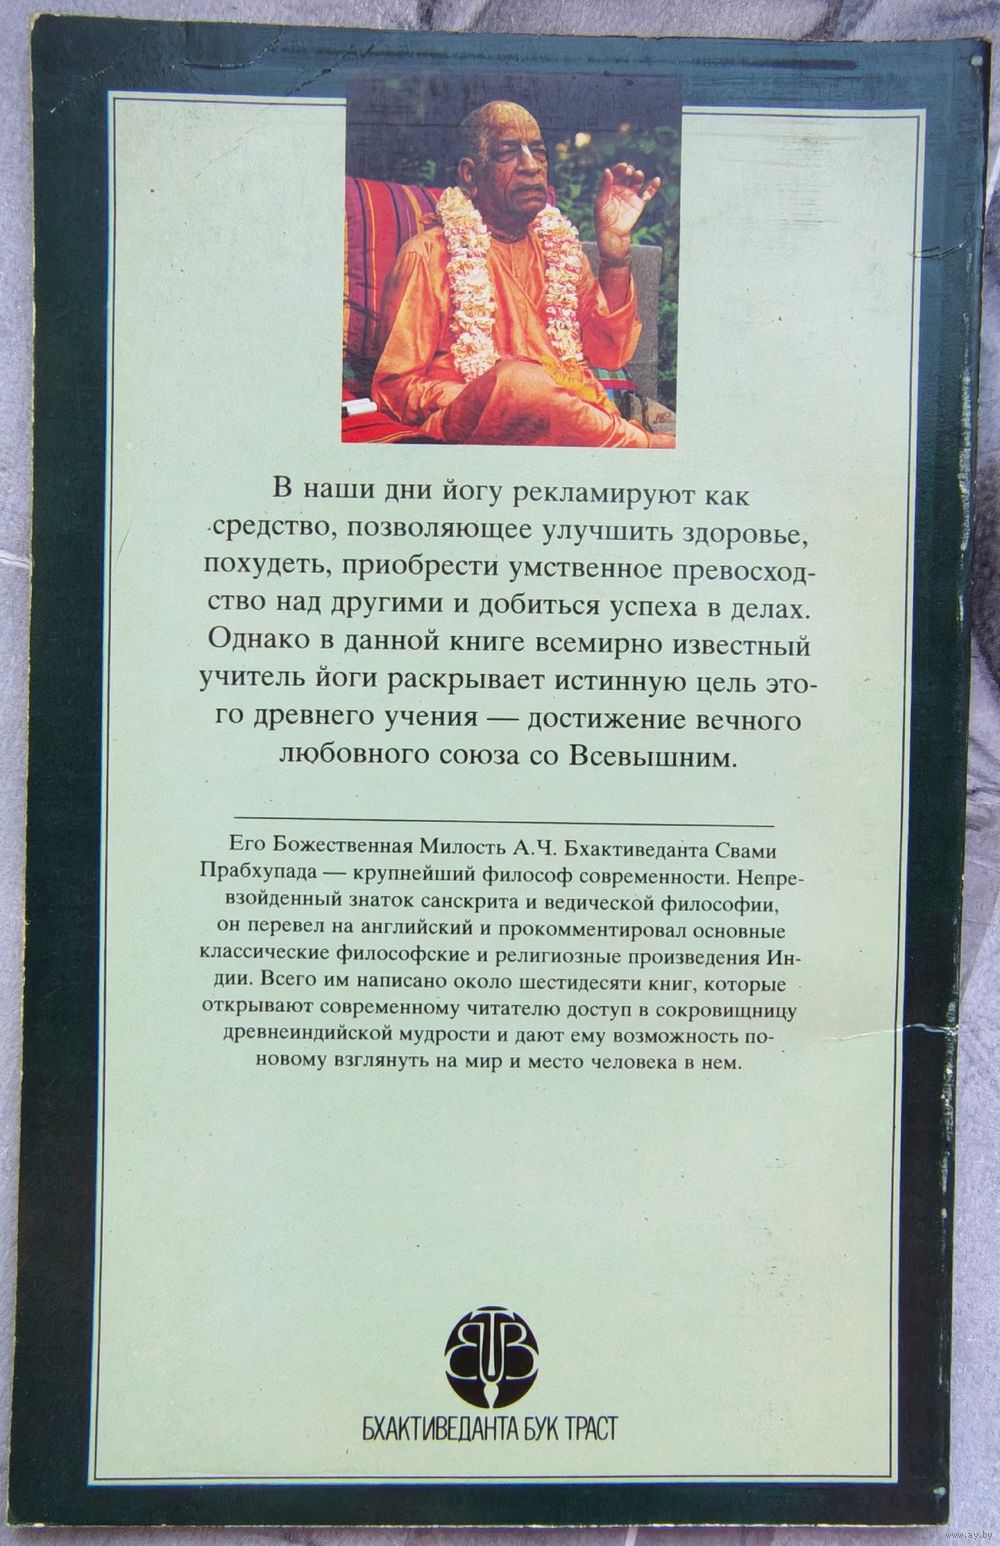 В наши дни йогу рекламируют как
средство, позволяющее улучшить здоровье,
похудеть, приобрести умственное превосход-
ство над другими и добиться успеха в делах.
Однако в данной книге всемирно известный
учитель йоги раскрывает истинную цель это-
го древнего учения — достижение вечного
любовного союза со Всевышним.
Его Божественная Милость А.Ч. Бхактиведанта Свами
Прабхупада — крупнейший философ современности. Непре-
взойденный знаток санскрита и ведической философии,
он перевел на английский и прокомментировал основные
классические философские и религиозные произведения Ин-
дии. Всего им написано около шестидесяти книг, которые
открывают современному читателю доступ в сокровищницу
древнеиндийской мудрости и дают ему возможность по-
новому взглянуть на мир и место человека в нем.
BTB
БХАКТИВЕДАНТА БУК ТРАСТ
www.ay.by